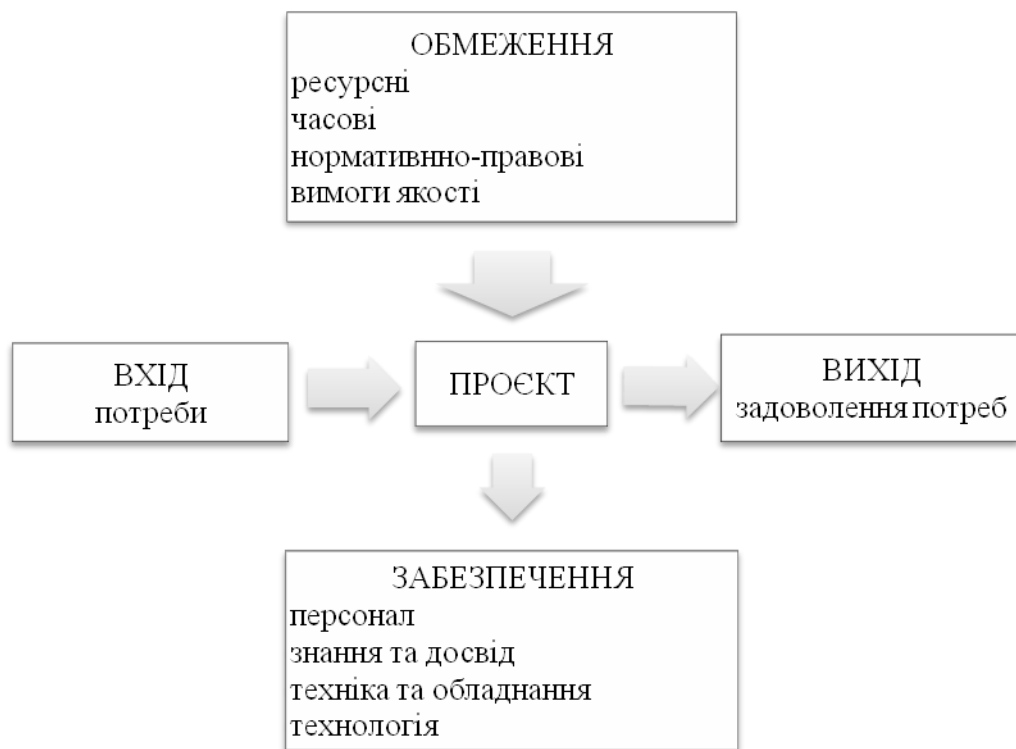 ОБМЕЖЕННЯ
ресурсні
часові
нормативнно-правові
вимоги якості
ВХІД
потреби
ПРОЄКТ
ВИХІД
задоволення потреб
ЗАБЕЗПЕЧЕННЯ
персонал
знання та досвід
техніка та обладнання
технологія